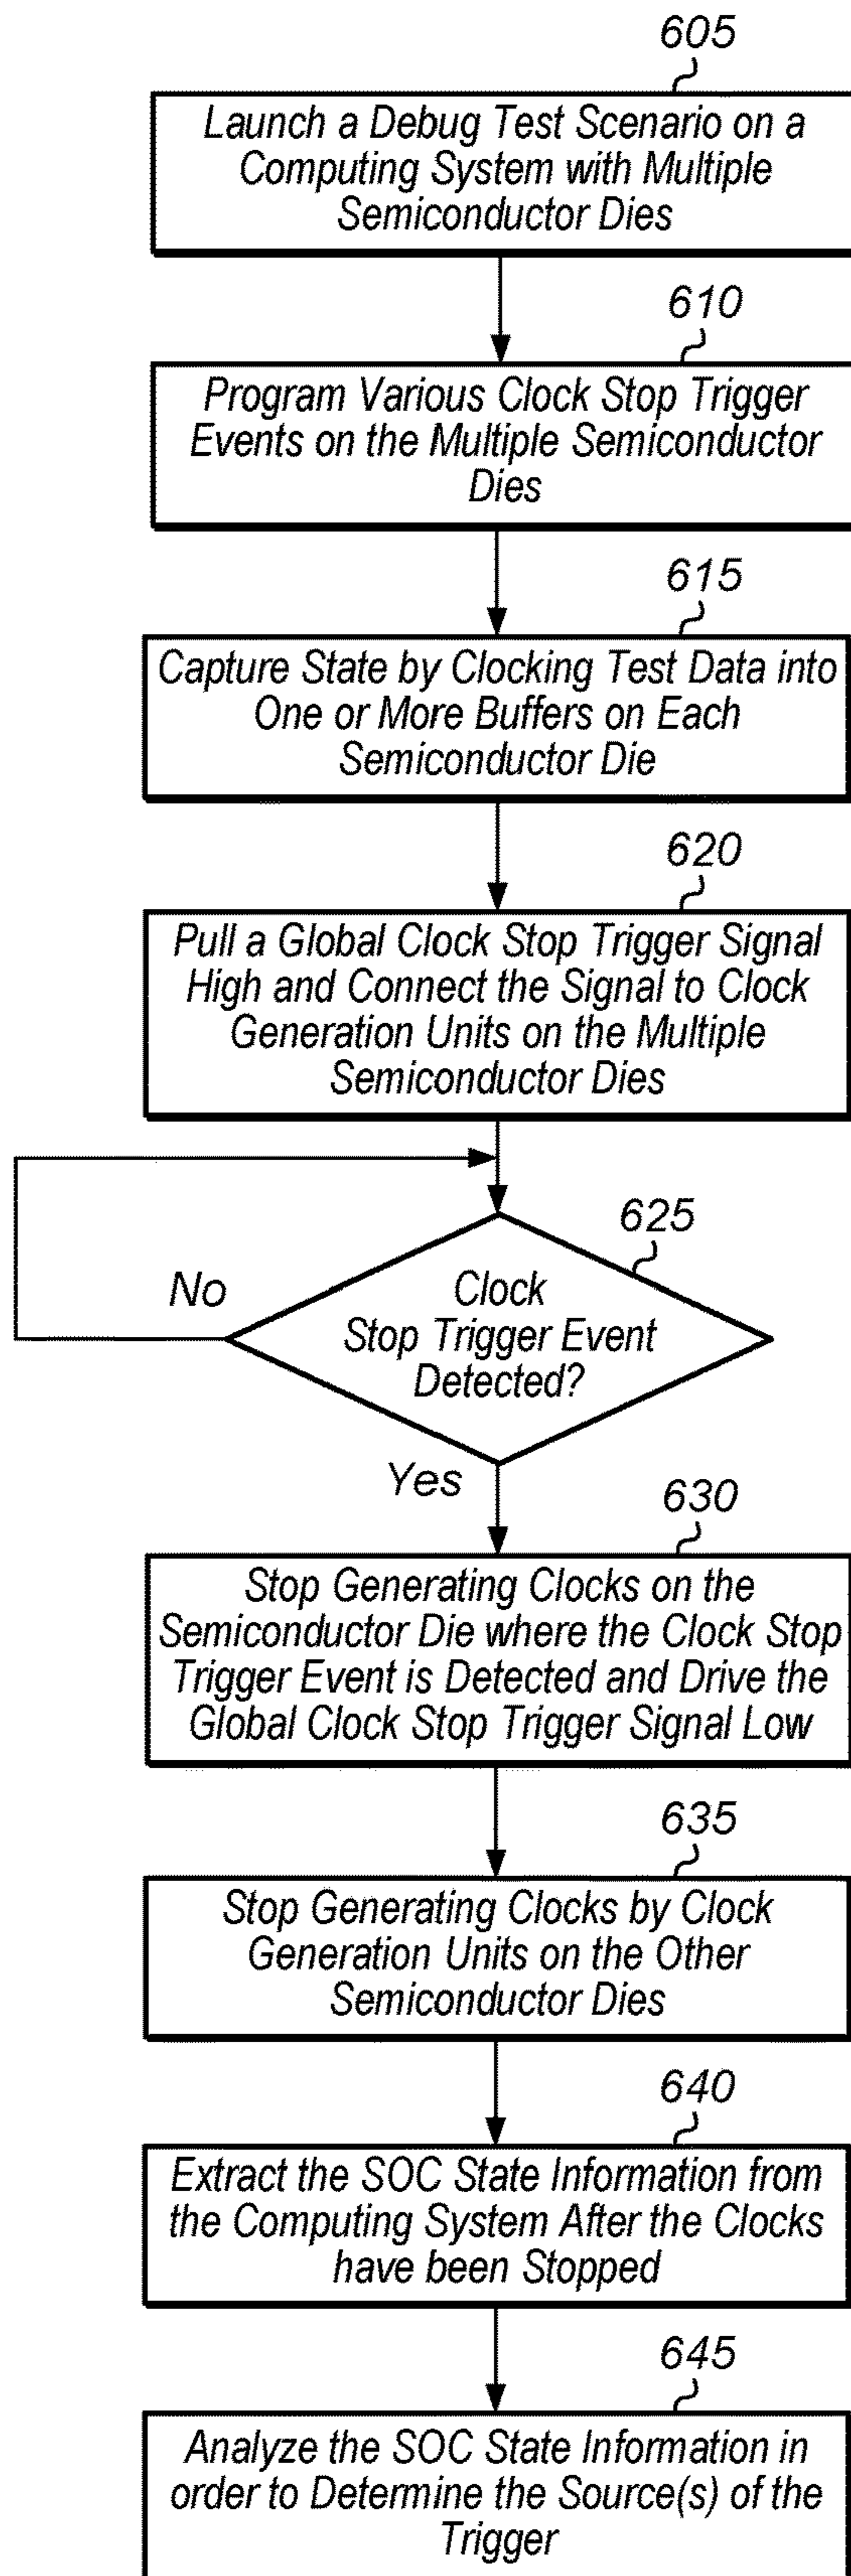 605
Launch a Debug Test Scenario on a
Computing System with Multiple
Semiconductor Dies
610
Program Various Clock Stop Trigger
Events on the Multiple Semiconductor
Dies
615
Capture State by Clocking Test Data into
One or More Buffers on Each
Semiconductor Die
620
Pull a Global Clock Stop Trigger Signal
High and Connect the Signal to Clock
Generation Units on the Multiple
Semiconductor Dies
625
No
Clock
Stop Trigger Event
Detected?
Yes
630
Stop Generating Clocks on the
Semiconductor Die where the Clock Stop
Trigger Event is Detected and Drive the
Global Clock Stop Trigger Signal Low
635
Stop Generating Clocks by Clock
Generation Units on the Other
Semiconductor Dies
640
Extract the SOC State Information from
the Computing System After the Clocks
have been Stopped
645
Analyze the SOC State Information in
order to Determine the Source(s) of the
Trigger